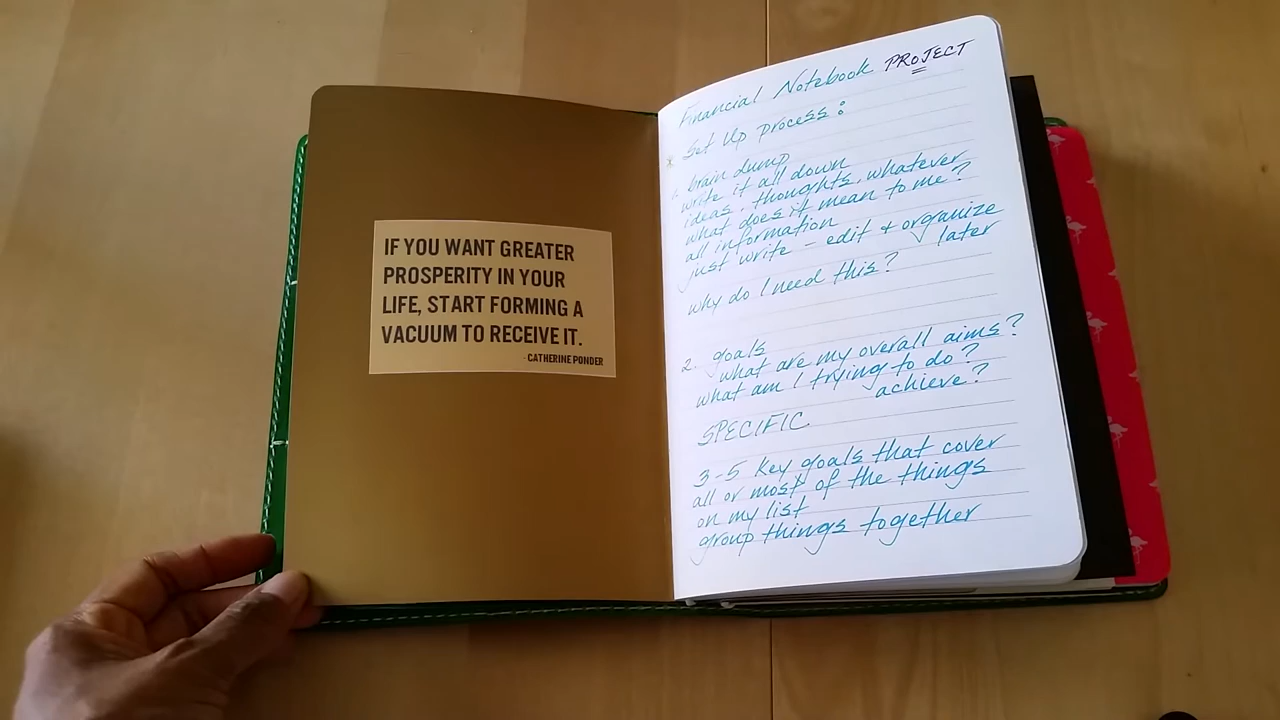 IF YOU WANT GREATER
PROSPERITY IN YOUR
LIFE, START FORMING A
VACUUM TO RECEIVE IT.
- CATHERINE PONDER
Financial Notebook PROJECT
* Set Up process:
1. brain dump
write it all down
ideas, thoughts, whatever
what does it mean to me?
all information
just write - edit + organize
later
why do I need this?
2. goals
what are my overall aims?
what am I trying to do?
achieve?
SPECIFIC
3-5 key goals that cover
all or most of the things
on my list
group things together